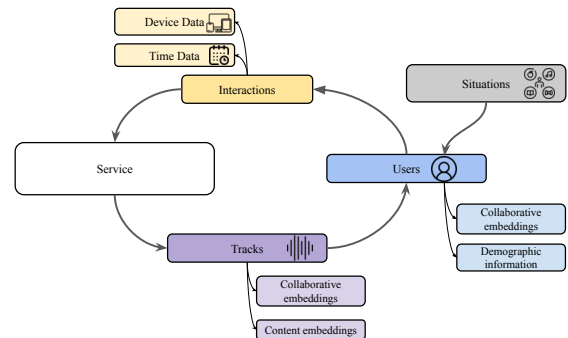 Device Data
Time Data
Interactions
Situations
Service
Users
Collaborative
embeddings
Demographic
information
Tracks
Collaborative
embeddings
Content embeddings